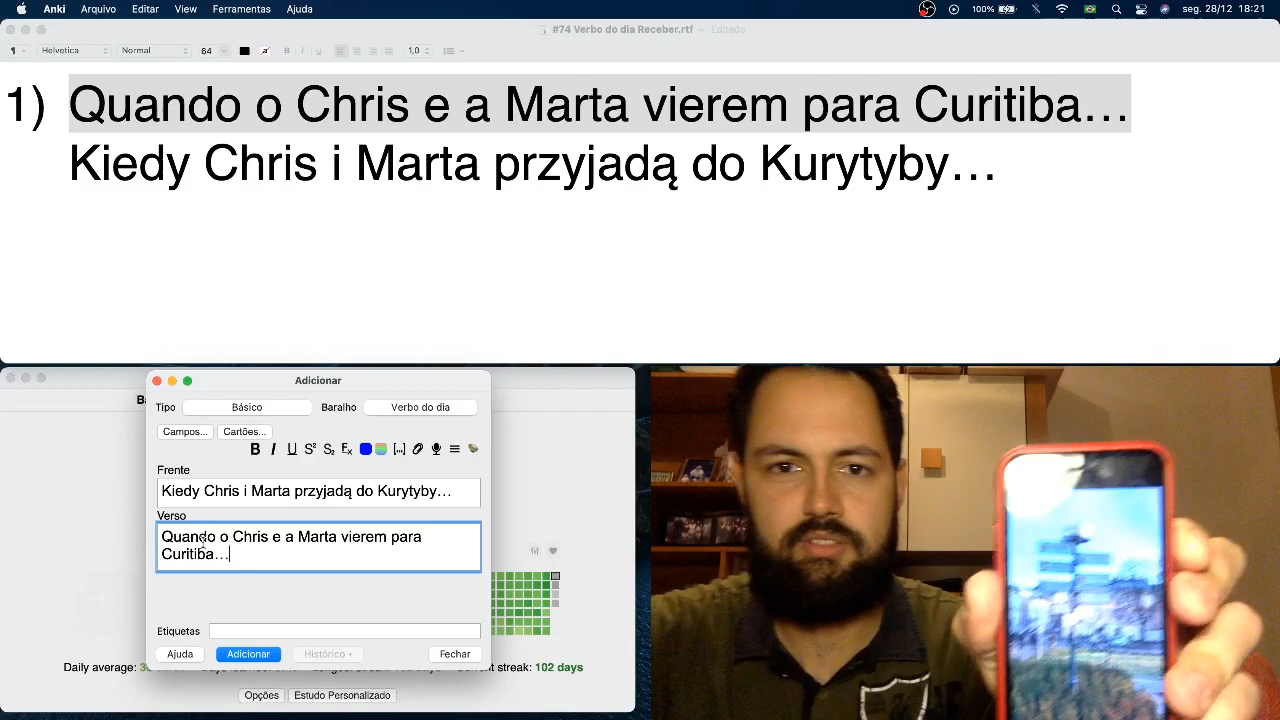 Anki Arquivo Editar View Ferramentas Ajuda 100% seg. 28/12 18:21
#74 Verbo do dia Receber.rtf — Editado
¶ Helvetica Normal 64 B I U 1,0
1) Quando o Chris e a Marta vierem para Curitiba…
Kiedy Chris i Marta przyjadą do Kurytyby…
Adicionar
Tipo Básico Baralho Verbo do dia
Campos... Cartões...
B I U S² S₂ Eₓ [...]
Frente
Kiedy Chris i Marta przyjadą do Kurytyby…
Verso
Quando o Chris e a Marta vierem para
Curitiba…
Etiquetas
Ajuda Adicionar Histórico Fechar
Daily average: streak: 102 days
Opções Estudo Personalizado